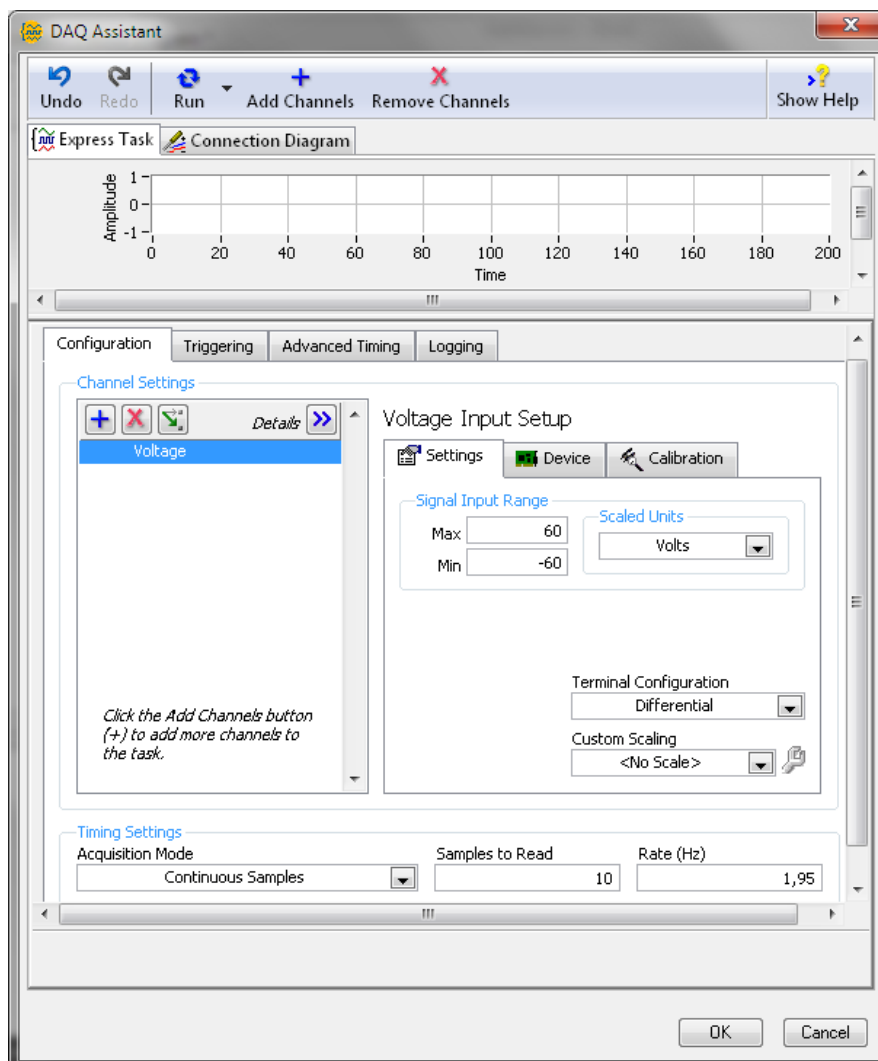 DAQ Assistant
Undo Redo Run Add Channels Remove Channels Show Help
Express Task Connection Diagram
Amplitude
1
0
-1
0 20 40 60 80 100 120 140 160 180 200
Time
Configuration Triggering Advanced Timing Logging
Channel Settings
Details
Voltage
Click the Add Channels button
(+) to add more channels to
the task.
Voltage Input Setup
Settings Device Calibration
Signal Input Range
Max 60
Min -60
Scaled Units
Volts
Terminal Configuration
Differential
Custom Scaling
<No Scale>
Timing Settings
Acquisition Mode Samples to Read Rate (Hz)
Continuous Samples 10 1,95
OK Cancel